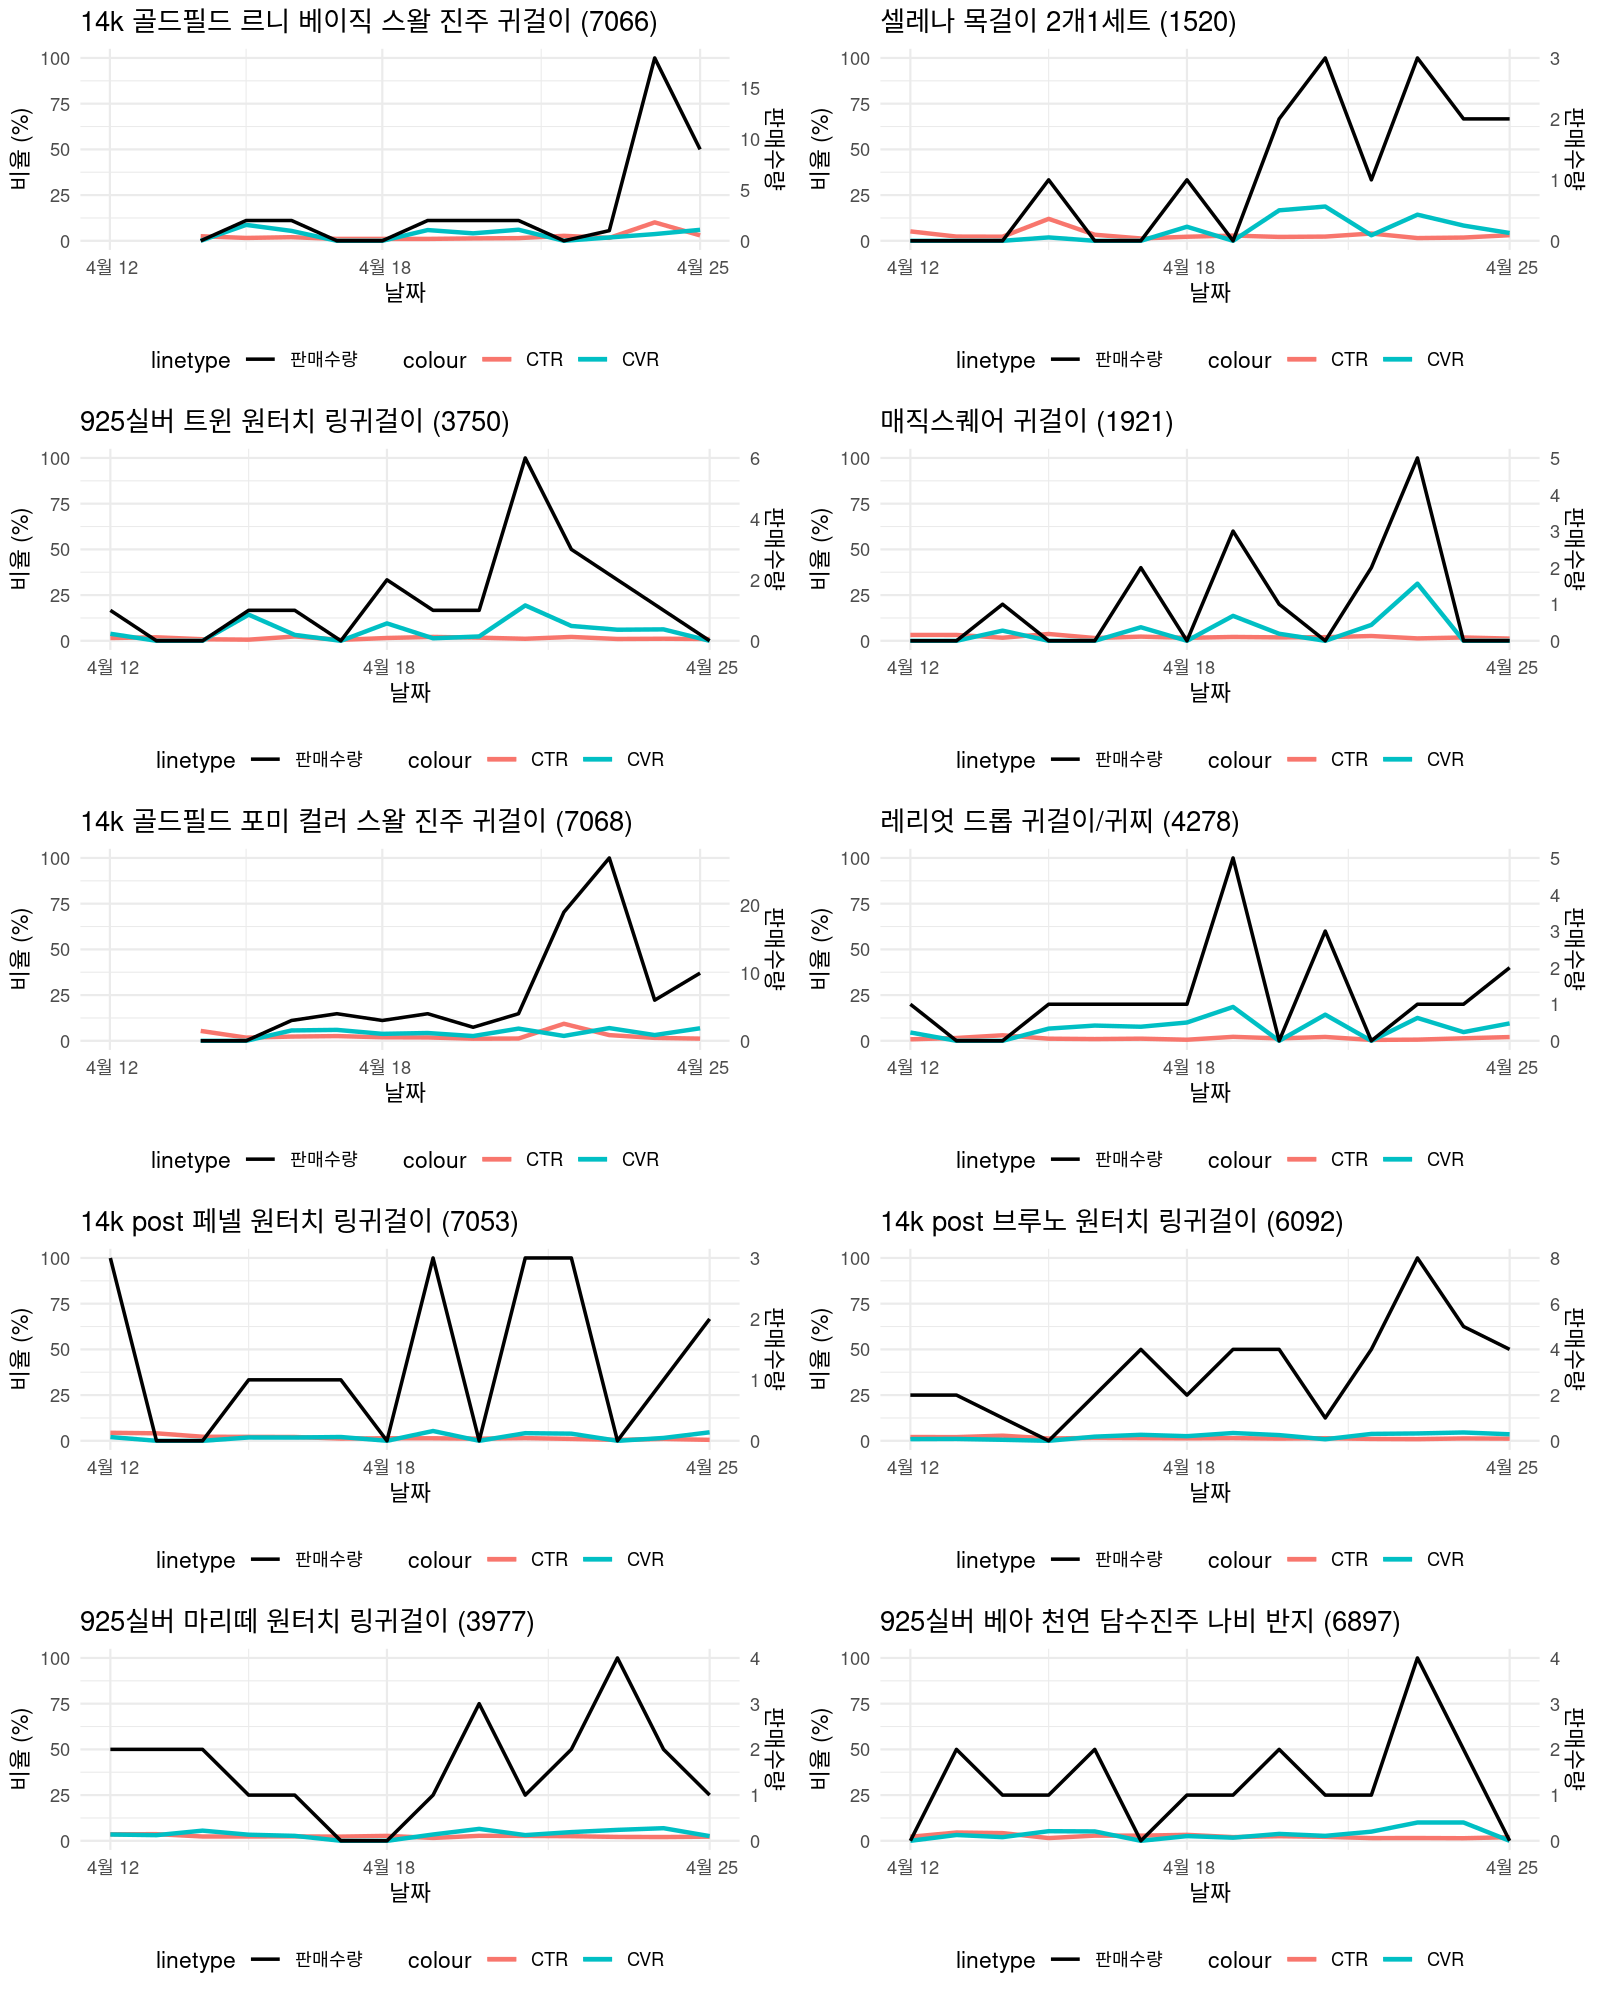 14k 골드필드 르니 베이직 스왈 진주 귀걸이 (7066)
비율 (%)
100
75
50
25
0
15
10
5
0
판매수량
4월 12
4월 18
4월 25
날짜
linetype 판매수량 colour CTR CVR
셀레나 목걸이 2개1세트 (1520)
비율 (%)
100
75
50
25
0
3
2
1
0
판매수량
4월 12
4월 18
4월 25
날짜
linetype 판매수량 colour CTR CVR
925실버 트윈 원터치 링귀걸이 (3750)
비율 (%)
100
75
50
25
0
6
4
2
0
판매수량
4월 12
4월 18
4월 25
날짜
linetype 판매수량 colour CTR CVR
매직스퀘어 귀걸이 (1921)
비율 (%)
100
75
50
25
0
5
4
3
2
1
0
판매수량
4월 12
4월 18
4월 25
날짜
linetype 판매수량 colour CTR CVR
14k 골드필드 포미 컬러 스왈 진주 귀걸이 (7068)
비율 (%)
100
75
50
25
0
20
10
0
판매수량
4월 12
4월 18
4월 25
날짜
linetype 판매수량 colour CTR CVR
레리엇 드롭 귀걸이/귀찌 (4278)
비율 (%)
100
75
50
25
0
5
4
3
2
1
0
판매수량
4월 12
4월 18
4월 25
날짜
linetype 판매수량 colour CTR CVR
14k post 페넬 원터치 링귀걸이 (7053)
비율 (%)
100
75
50
25
0
3
2
1
0
판매수량
4월 12
4월 18
4월 25
날짜
linetype 판매수량 colour CTR CVR
14k post 브루노 원터치 링귀걸이 (6092)
비율 (%)
100
75
50
25
0
8
6
4
2
0
판매수량
4월 12
4월 18
4월 25
날짜
linetype 판매수량 colour CTR CVR
925실버 마리떼 원터치 링귀걸이 (3977)
비율 (%)
100
75
50
25
0
4
3
2
1
0
판매수량
4월 12
4월 18
4월 25
날짜
linetype 판매수량 colour CTR CVR
925실버 베아 천연 담수진주 나비 반지 (6897)
비율 (%)
100
75
50
25
0
4
3
2
1
0
판매수량
4월 12
4월 18
4월 25
날짜
linetype 판매수량 colour CTR CVR